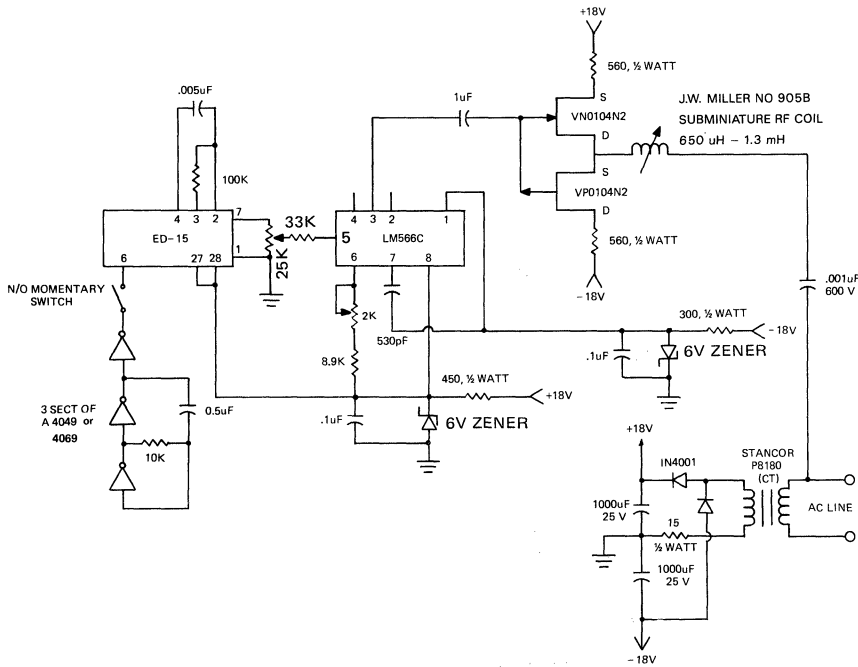 +18V
560, ½ WATT
.005uF
1uF
S
VN0104N2
D
J.W. MILLER NO 905B
SUBMINIATURE RF COIL
650 uH – 1.3 mH
100K
S
VP0104N2
D
4 3 2
7
ED-15
1
6
27 28
25K
33K
4 3 2 1
5
LM566C
6 7 8
560, ½ WATT
-18V
.001uF
600 V
N/O MOMENTARY
SWITCH
2K
530pF
8.9K
300, ½ WATT
-18V
.1uF
6V ZENER
3 SECT OF
A 4049 or
4069
0.5uF
10K
450, ½ WATT
+18V
.1uF
6V ZENER
+18V
IN4001
STANCOR
P8180
(CT)
AC LINE
1000uF
25 V
15
½ WATT
1000uF
25 V
-18V